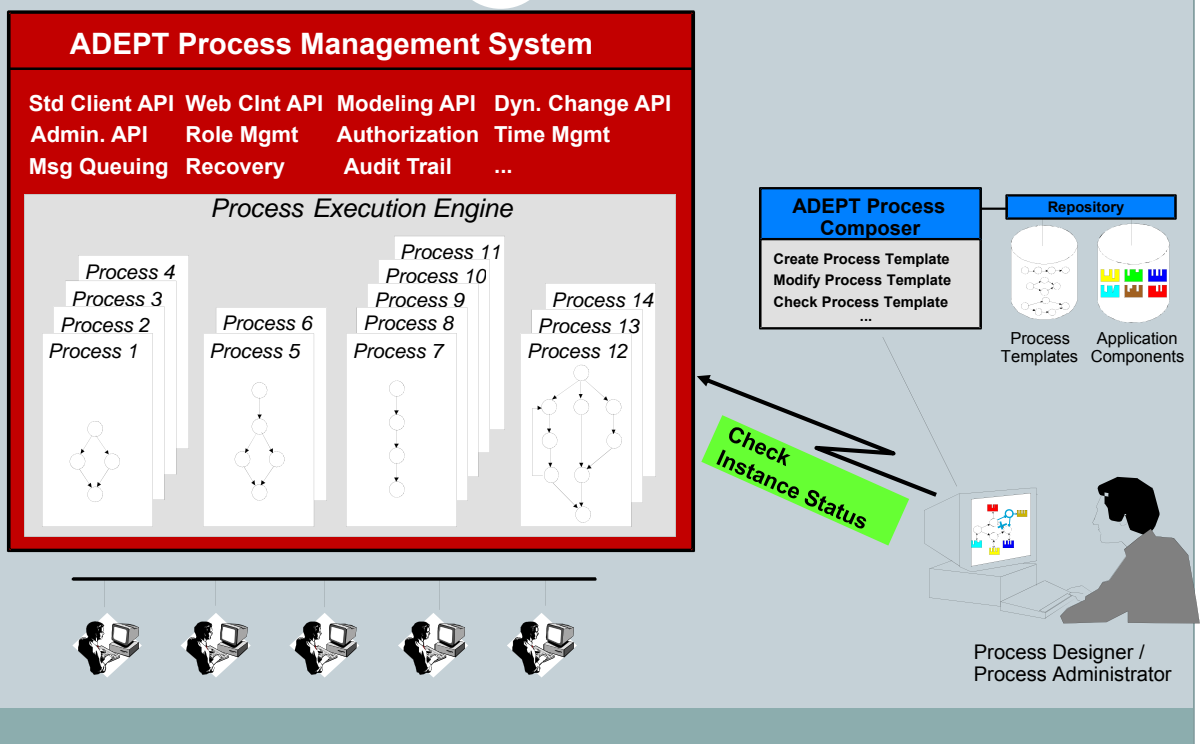 ADEPT Process Management System
Std Client API Web Clnt API Modeling API Dyn. Change API
Admin. API Role Mgmt Authorization Time Mgmt
Msg Queuing Recovery Audit Trail ...
Process Execution Engine
Process 4
Process 3
Process 2
Process 1
Process 6
Process 5
Process 11
Process 10
Process 9
Process 8
Process 7
Process 14
Process 13
Process 12
ADEPT Process
Composer
Create Process Template
Modify Process Template
Check Process Template
...
Repository
Process
Templates
Application
Components
Check
Instance Status
Process Designer /
Process Administrator